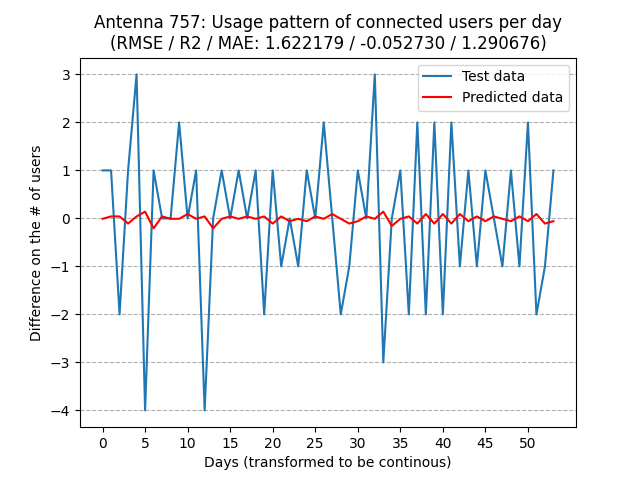 Antenna 757: Usage pattern of connected users per day
(RMSE / R2 / MAE: 1.622179 / -0.052730 / 1.290676)
Test data
Predicted data
Difference on the # of users
3
2
1
0
−1
−2
−3
−4
0 5 10 15 20 25 30 35 40 45 50
Days (transformed to be continous)